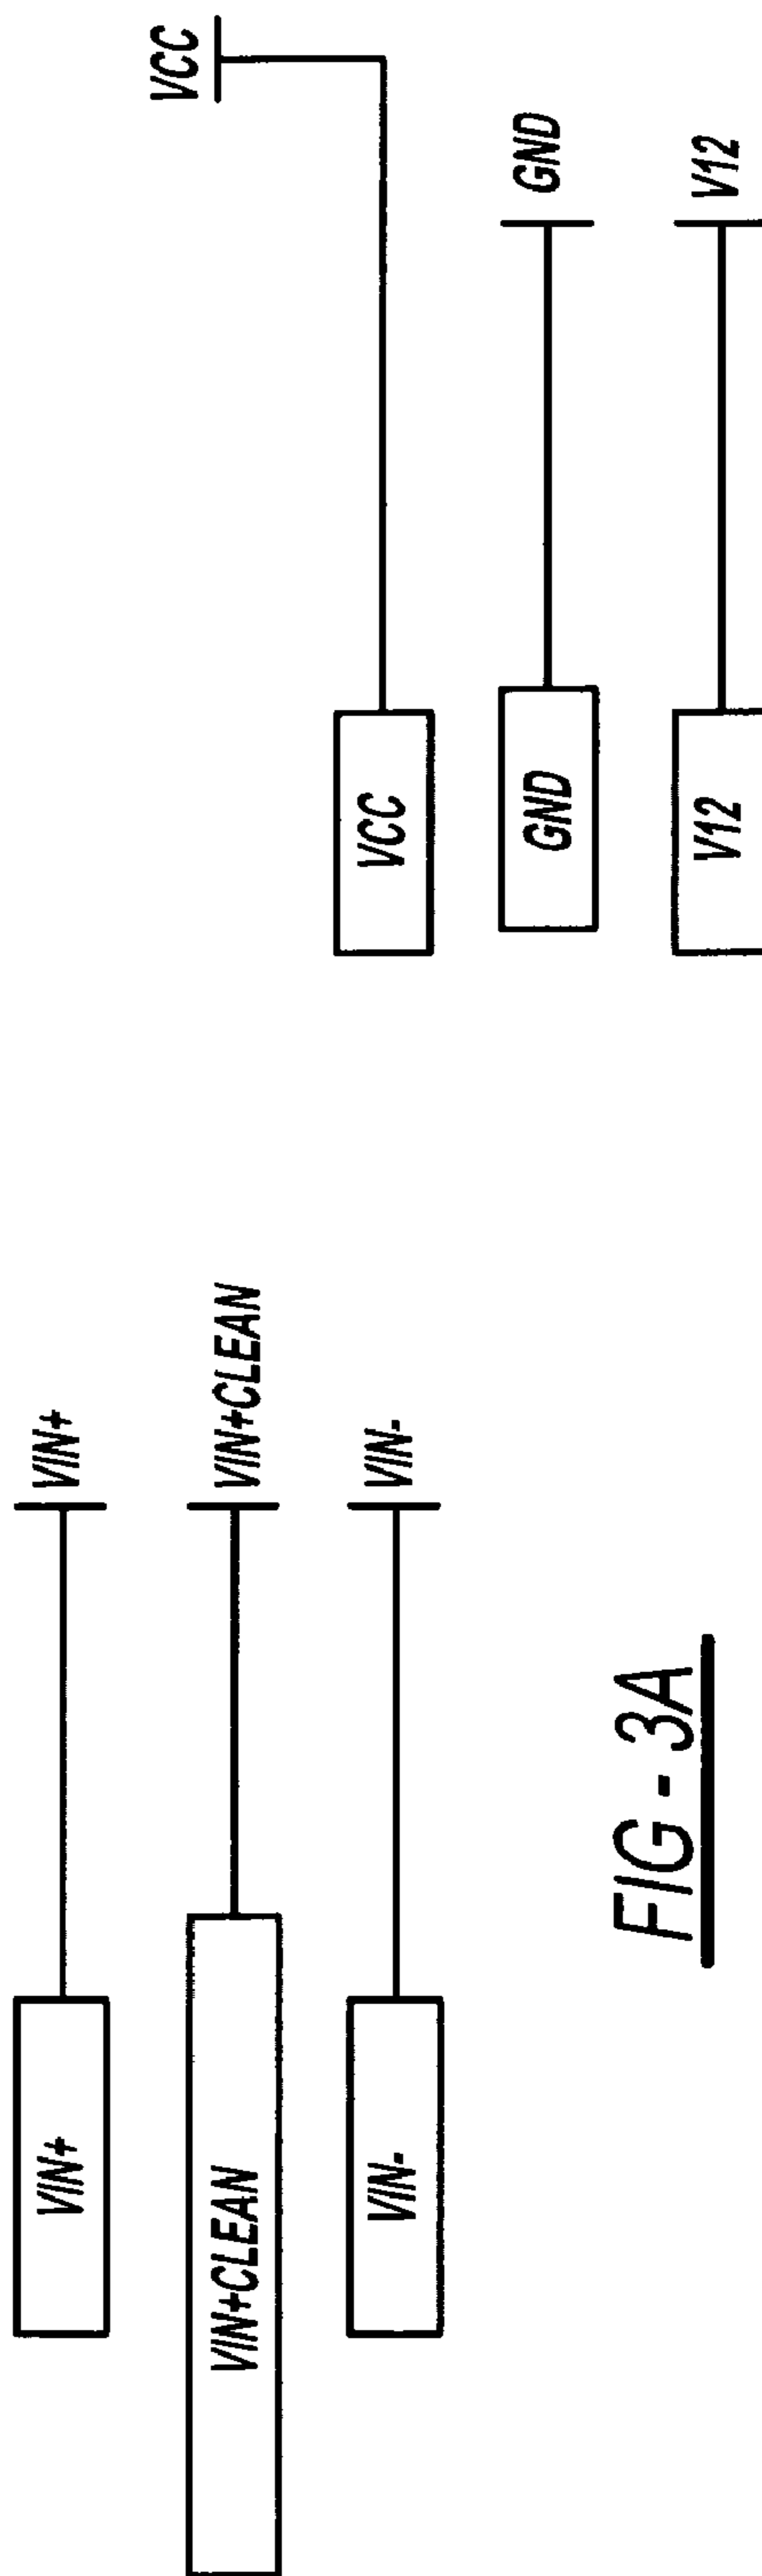 VIN+
VIN+
VIN+CLEAN
VIN+CLEAN
VIN-
VIN-
FIG - 3A
VCC
VCC
GND
GND
V12
V12